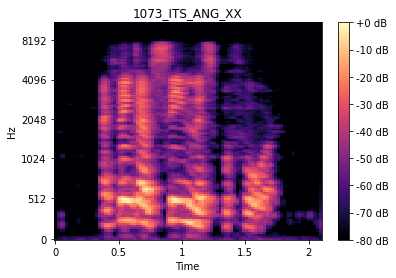 1073_ITS_ANG_XX
+0 dB
8192
-10 dB
4096
-20 dB
-30 dB
2048
Hz
-40 dB
1024
-50 dB
512
-60 dB
-70 dB
0
-80 dB
0 0.5 1 1.5 2
Time